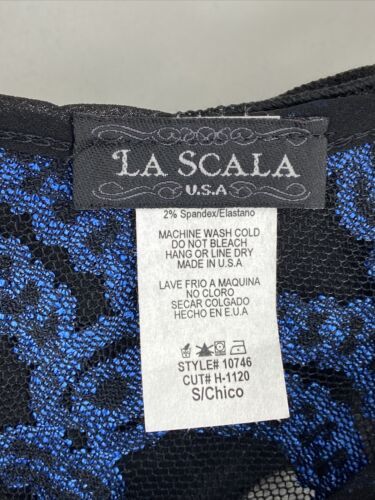 LA SCALA
U.S.A
2% Spandex/Elastano
MACHINE WASH COLD
DO NOT BLEACH
HANG OR LINE DRY
MADE IN U.S.A
LAVE FRIO A MAQUINA
NO CLORO
SECAR COLGADO
HECHO EN E.U.A
STYLE# 10746
CUT# H-1120
S/Chico